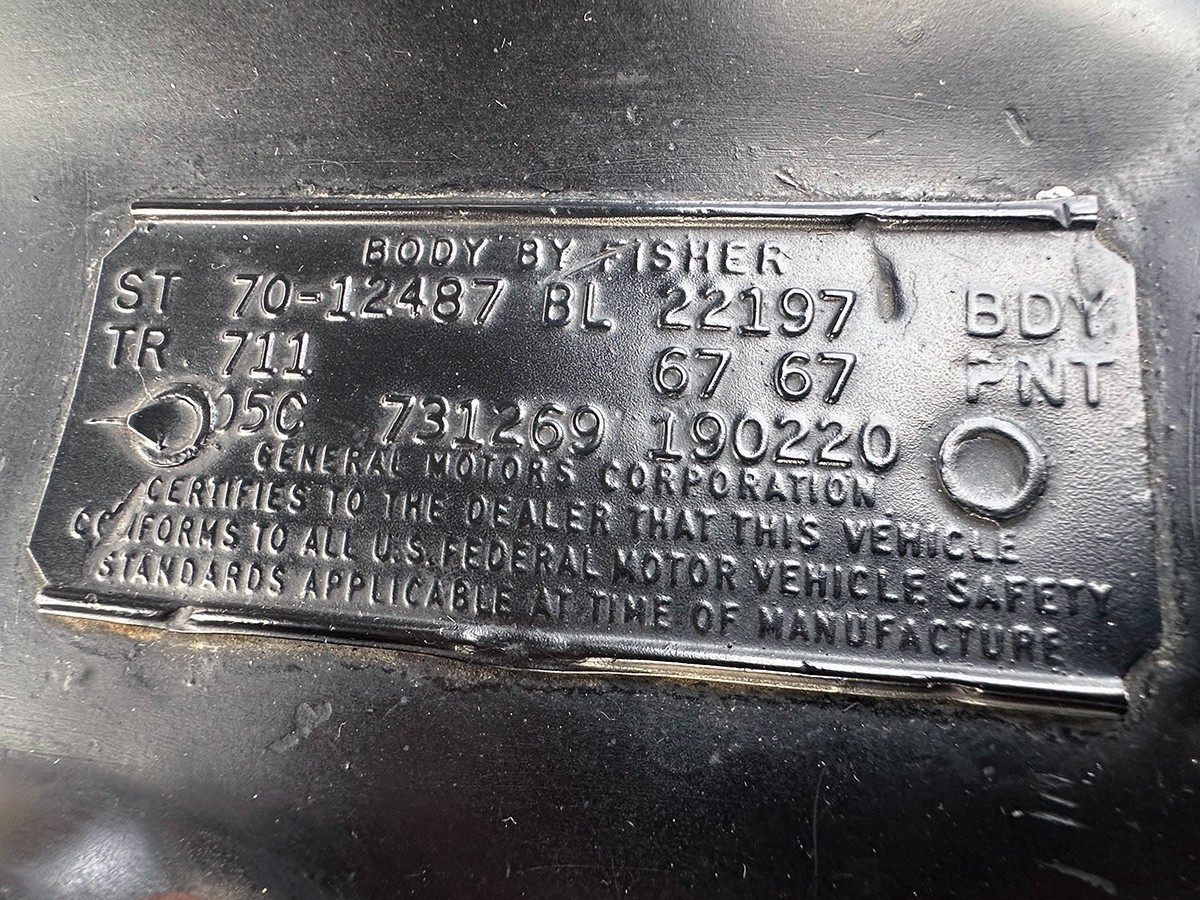 BODY BY FISHER
ST 70-12487 BL 22197 BDY
TR 711 67 67 PNT
05C 731269 190220
GENERAL MOTORS CORPORATION
CERTIFIES TO THE DEALER THAT THIS VEHICLE
CONFORMS TO ALL U.S. FEDERAL MOTOR VEHICLE SAFETY
STANDARDS APPLICABLE AT TIME OF MANUFACTURE